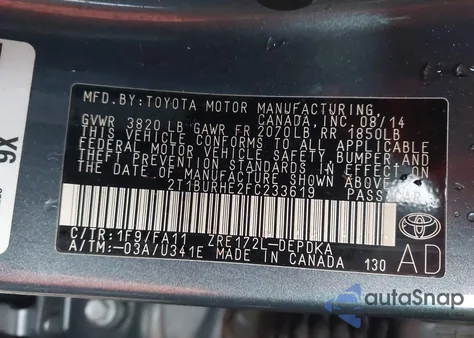 MFD. BY: TOYOTA MOTOR MANUFACTURING
CANADA, INC. 08/14
GVWR 3820 LB GAWR FR 2070LB RR 1850LB
THIS VEHICLE CONFORMS TO ALL APPLICABLE
FEDERAL MOTOR VEHICLE SAFETY, BUMPER AND
THEFT PREVENTION STANDARDS IN EFFECT ON
THE DATE OF MANUFACTURE SHOWN ABOVE.
2T1BURHE2FC233619 PASS
C/TR: 1F9/FA11 ZRE172L-DEPDKA
A/TM: -03A/U341E MADE IN CANADA 130
AD
autoSnap